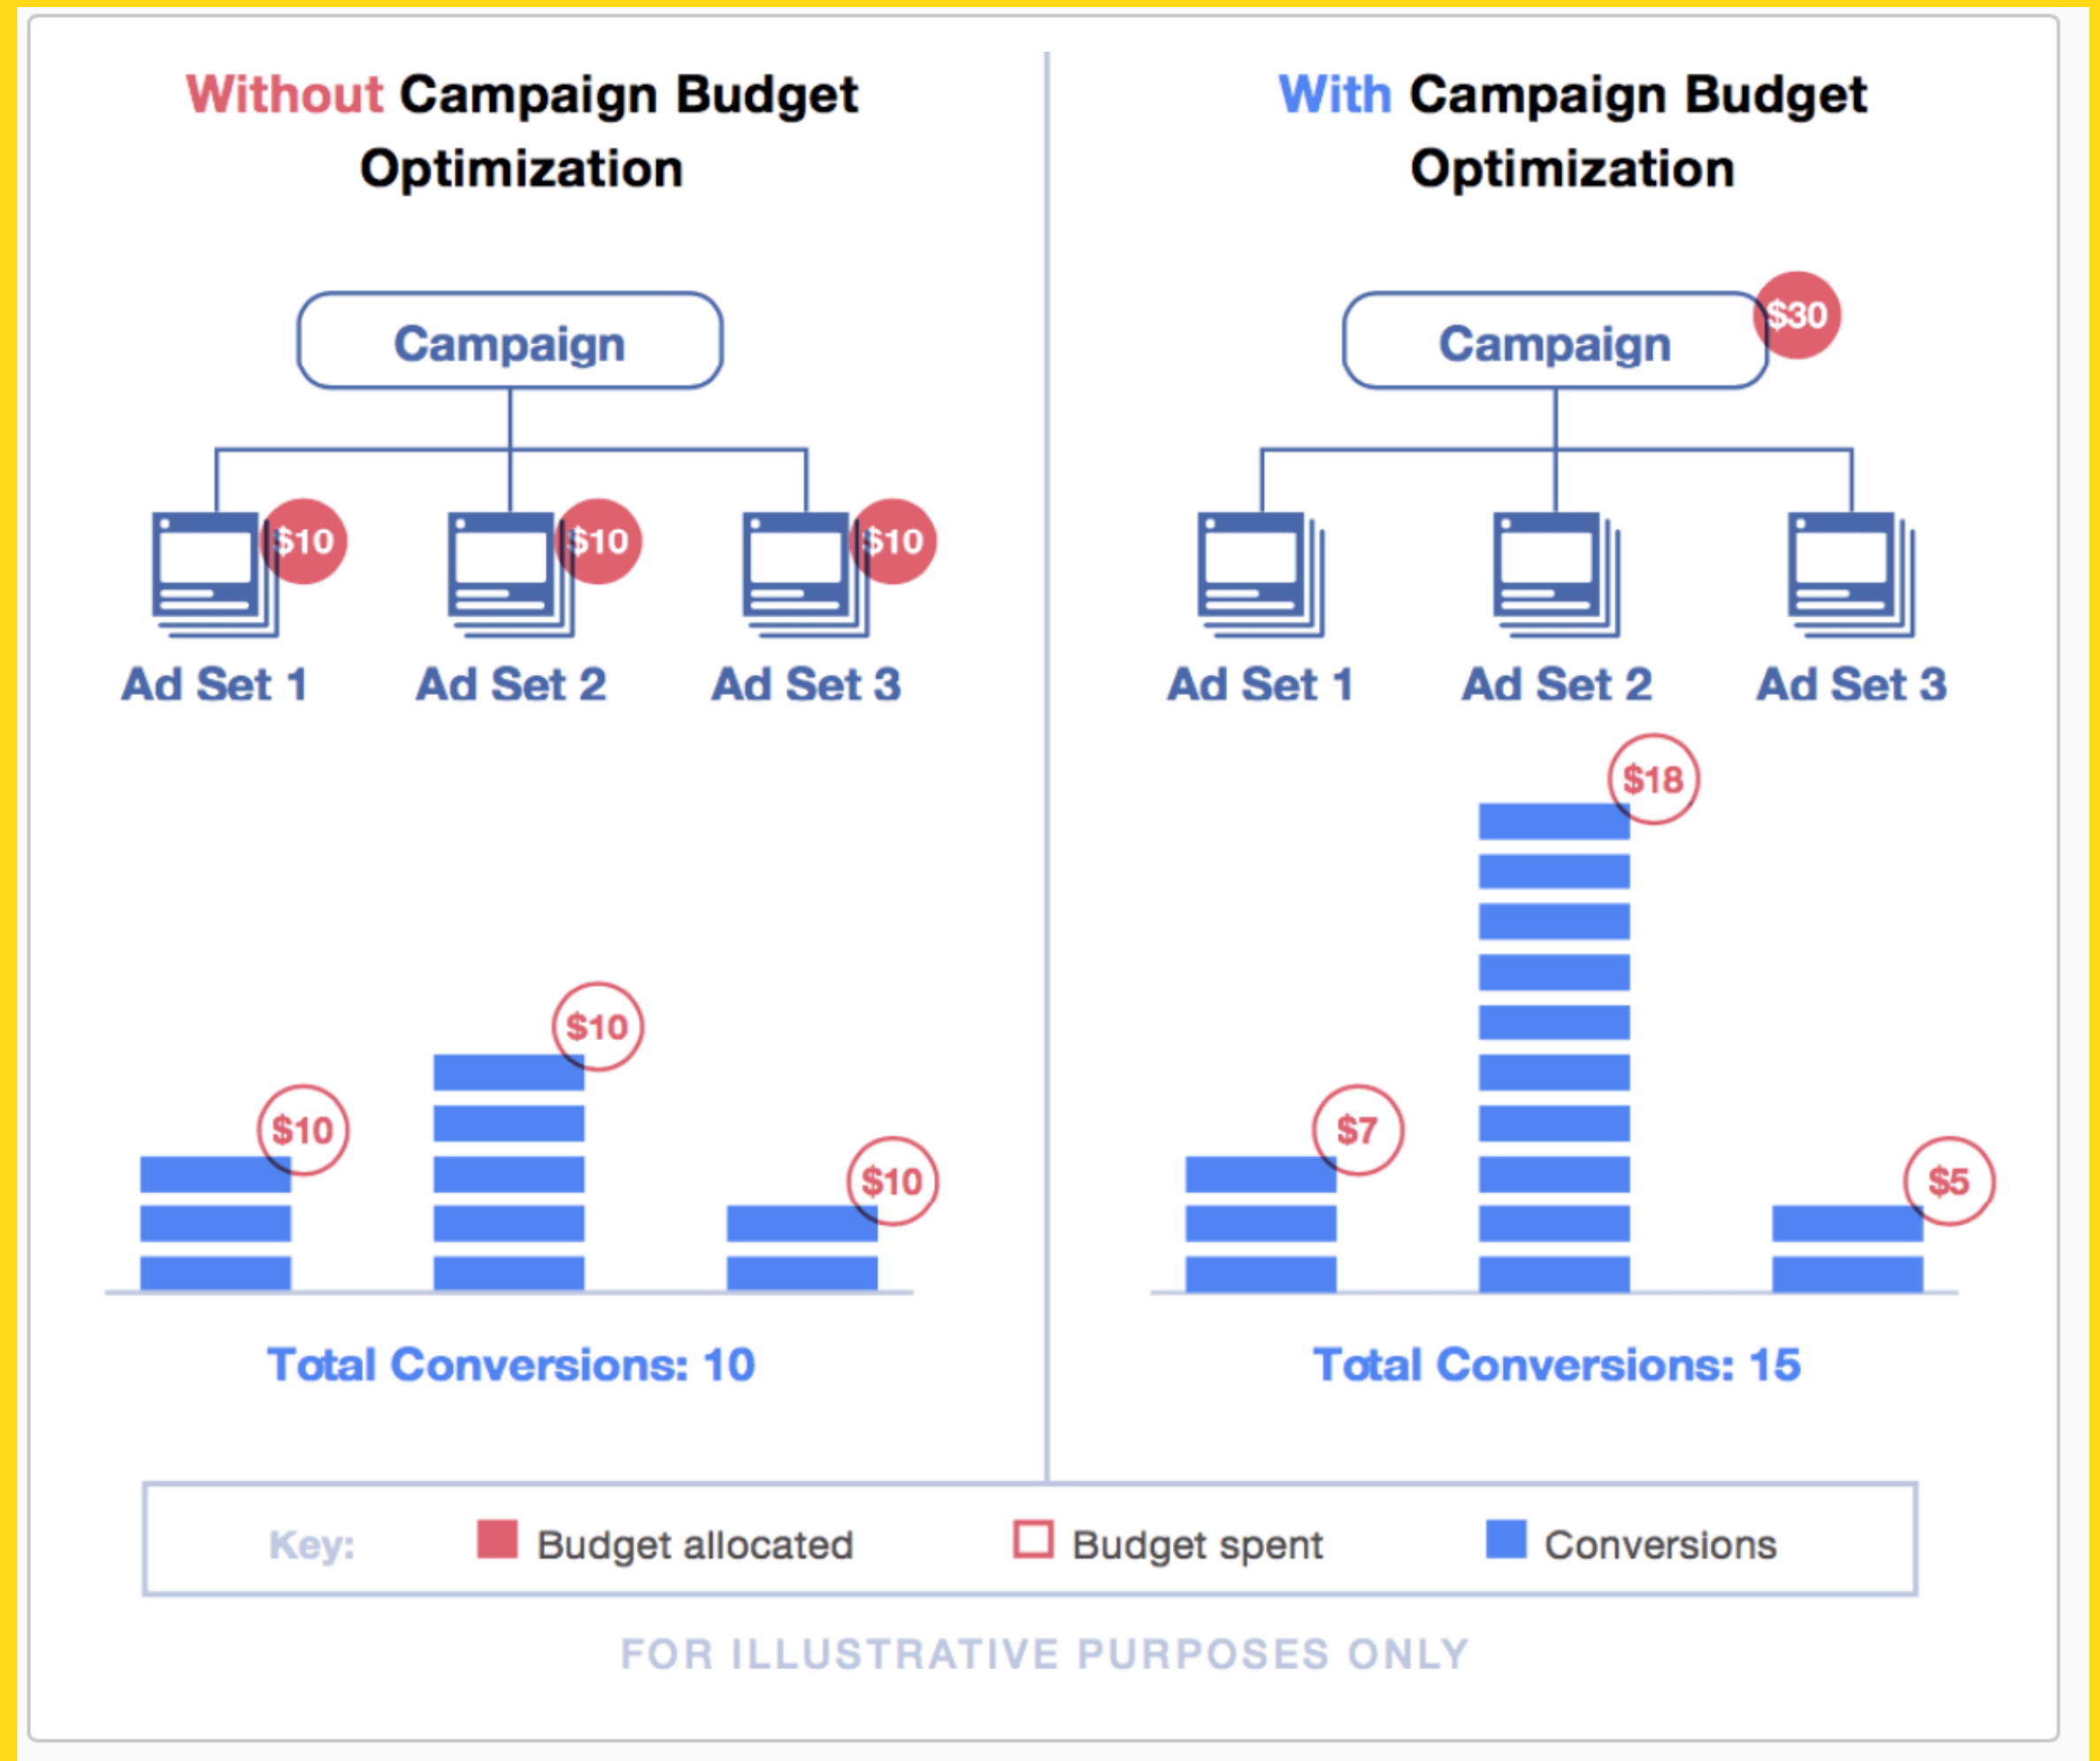 Without Campaign Budget
Optimization
Campaign
$10
$10
$10
Ad Set 1
Ad Set 2
Ad Set 3
$10
$10
$10
Total Conversions: 10
With Campaign Budget
Optimization
Campaign
$30
Ad Set 1
Ad Set 2
Ad Set 3
$18
$7
$5
Total Conversions: 15
Key:
Budget allocated
Budget spent
Conversions
FOR ILLUSTRATIVE PURPOSES ONLY